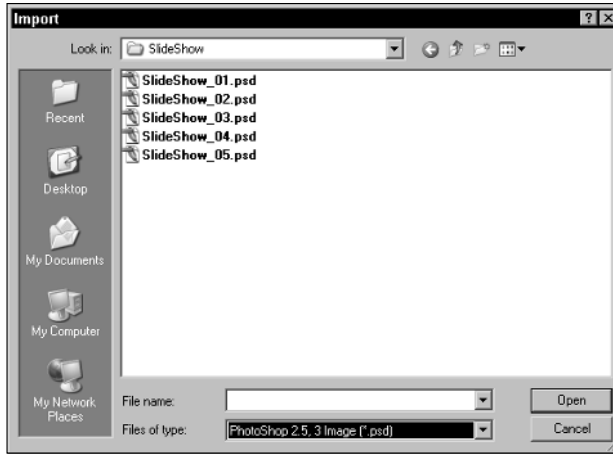 Import
Look in: SlideShow
SlideShow_01.psd
SlideShow_02.psd
SlideShow_03.psd
SlideShow_04.psd
SlideShow_05.psd
Recent
Desktop
My Documents
My Computer
My Network
Places
File name:
Open
Files of type: PhotoShop 2.5, 3 Image (*.psd)
Cancel